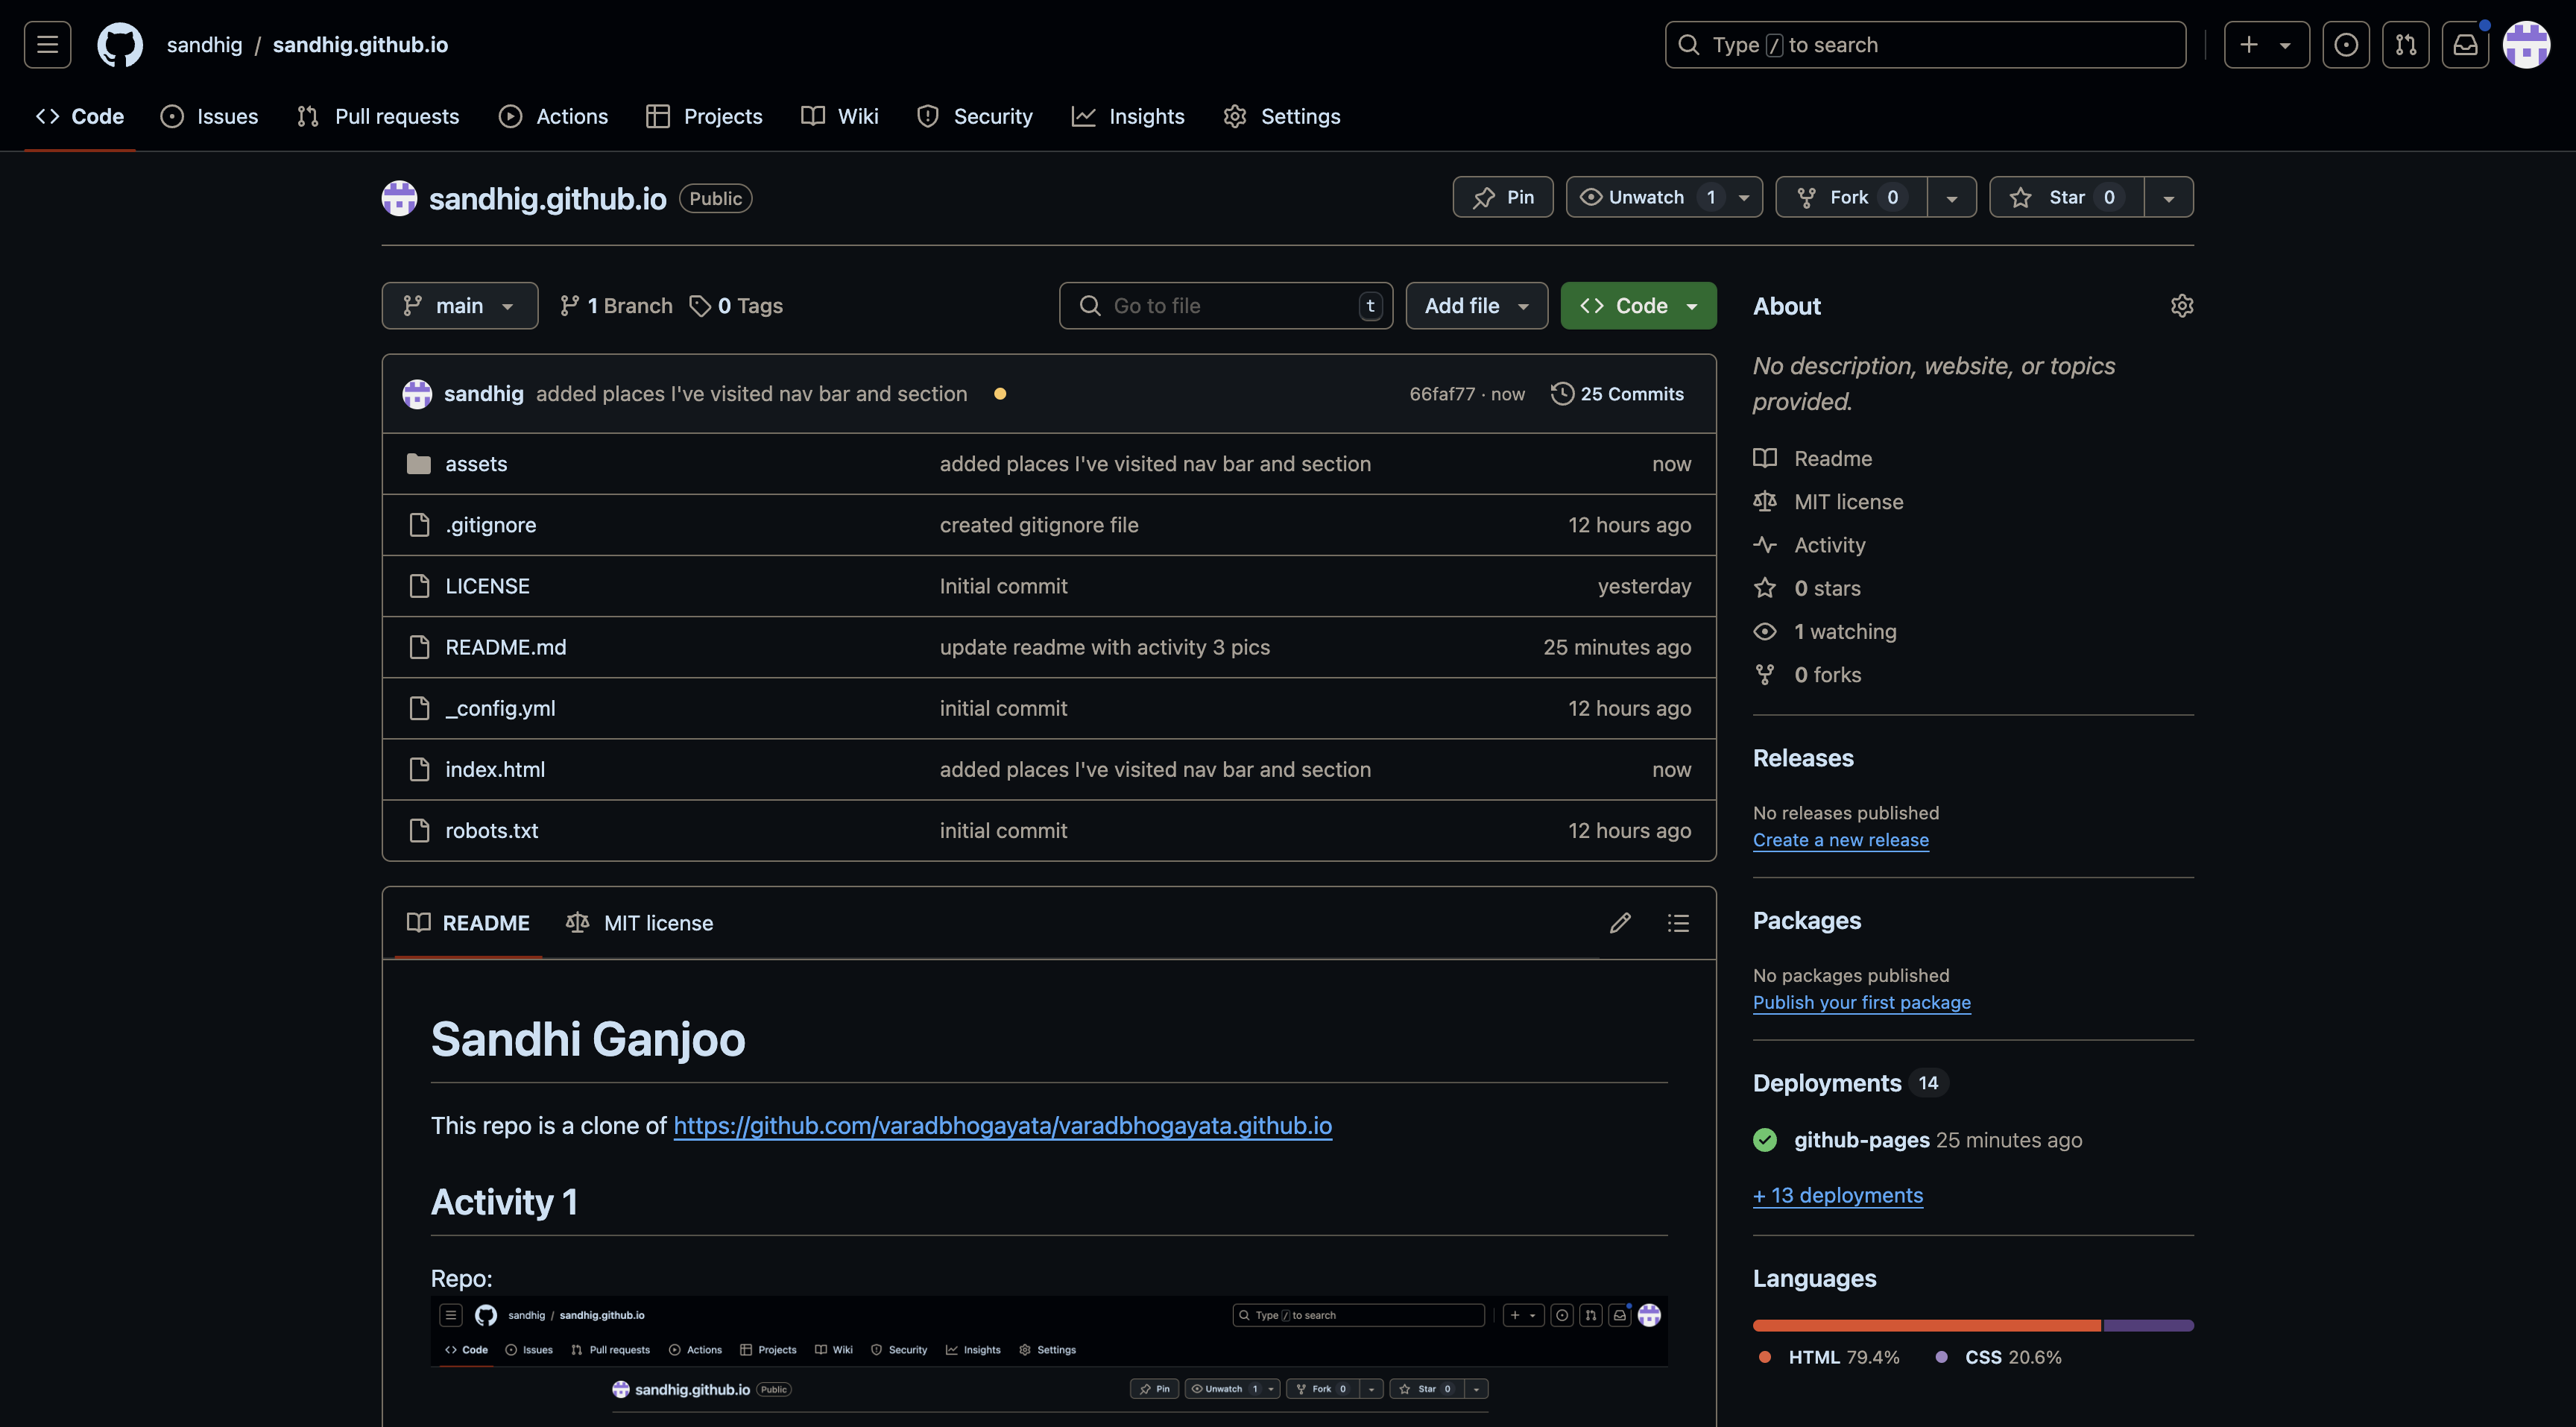 sandhig / sandhig.github.io
Type / to search
Code Issues Pull requests Actions Projects Wiki Security Insights Settings
sandhig.github.io Public
Pin Unwatch 1 Fork 0 Star 0
main 1 Branch 0 Tags Go to file t Add file Code
sandhig added places I've visited nav bar and section 66faf77 · now 25 Commits
assets added places I've visited nav bar and section now
.gitignore created gitignore file 12 hours ago
LICENSE Initial commit yesterday
README.md update readme with activity 3 pics 25 minutes ago
_config.yml initial commit 12 hours ago
index.html added places I've visited nav bar and section now
robots.txt initial commit 12 hours ago
README MIT license
Sandhi Ganjoo
This repo is a clone of https://github.com/varadbhogayata/varadbhogayata.github.io
Activity 1
Repo:
sandhig / sandhig.github.io Type / to search
Code Issues Pull requests Actions Projects Wiki Security Insights Settings
sandhig.github.io Public Pin Unwatch 1 Fork 0 Star 0
About
No description, website, or topics
provided.
Readme
MIT license
Activity
0 stars
1 watching
0 forks
Releases
No releases published
Create a new release
Packages
No packages published
Publish your first package
Deployments 14
github-pages 25 minutes ago
+ 13 deployments
Languages
HTML 79.4% CSS 20.6%